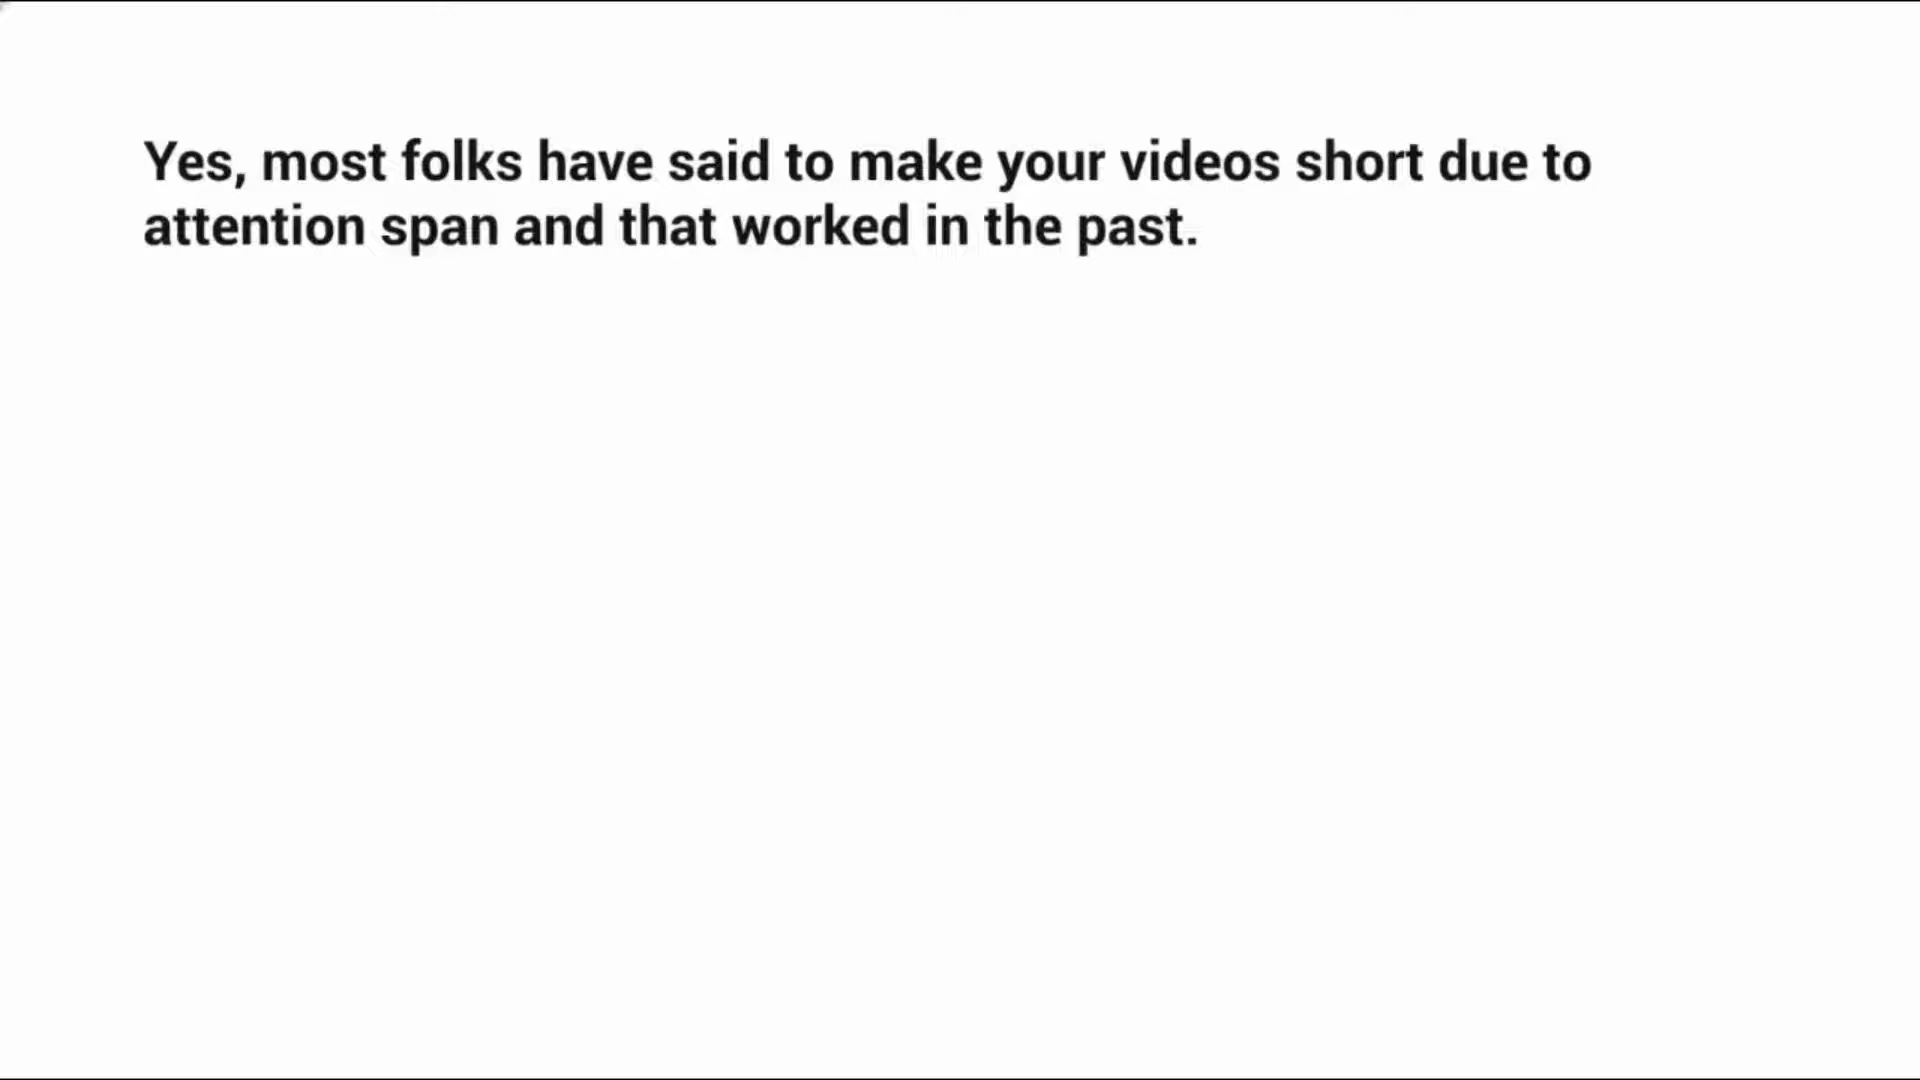 Yes, most folks have said to make your videos short due to
attention span and that worked in the past.